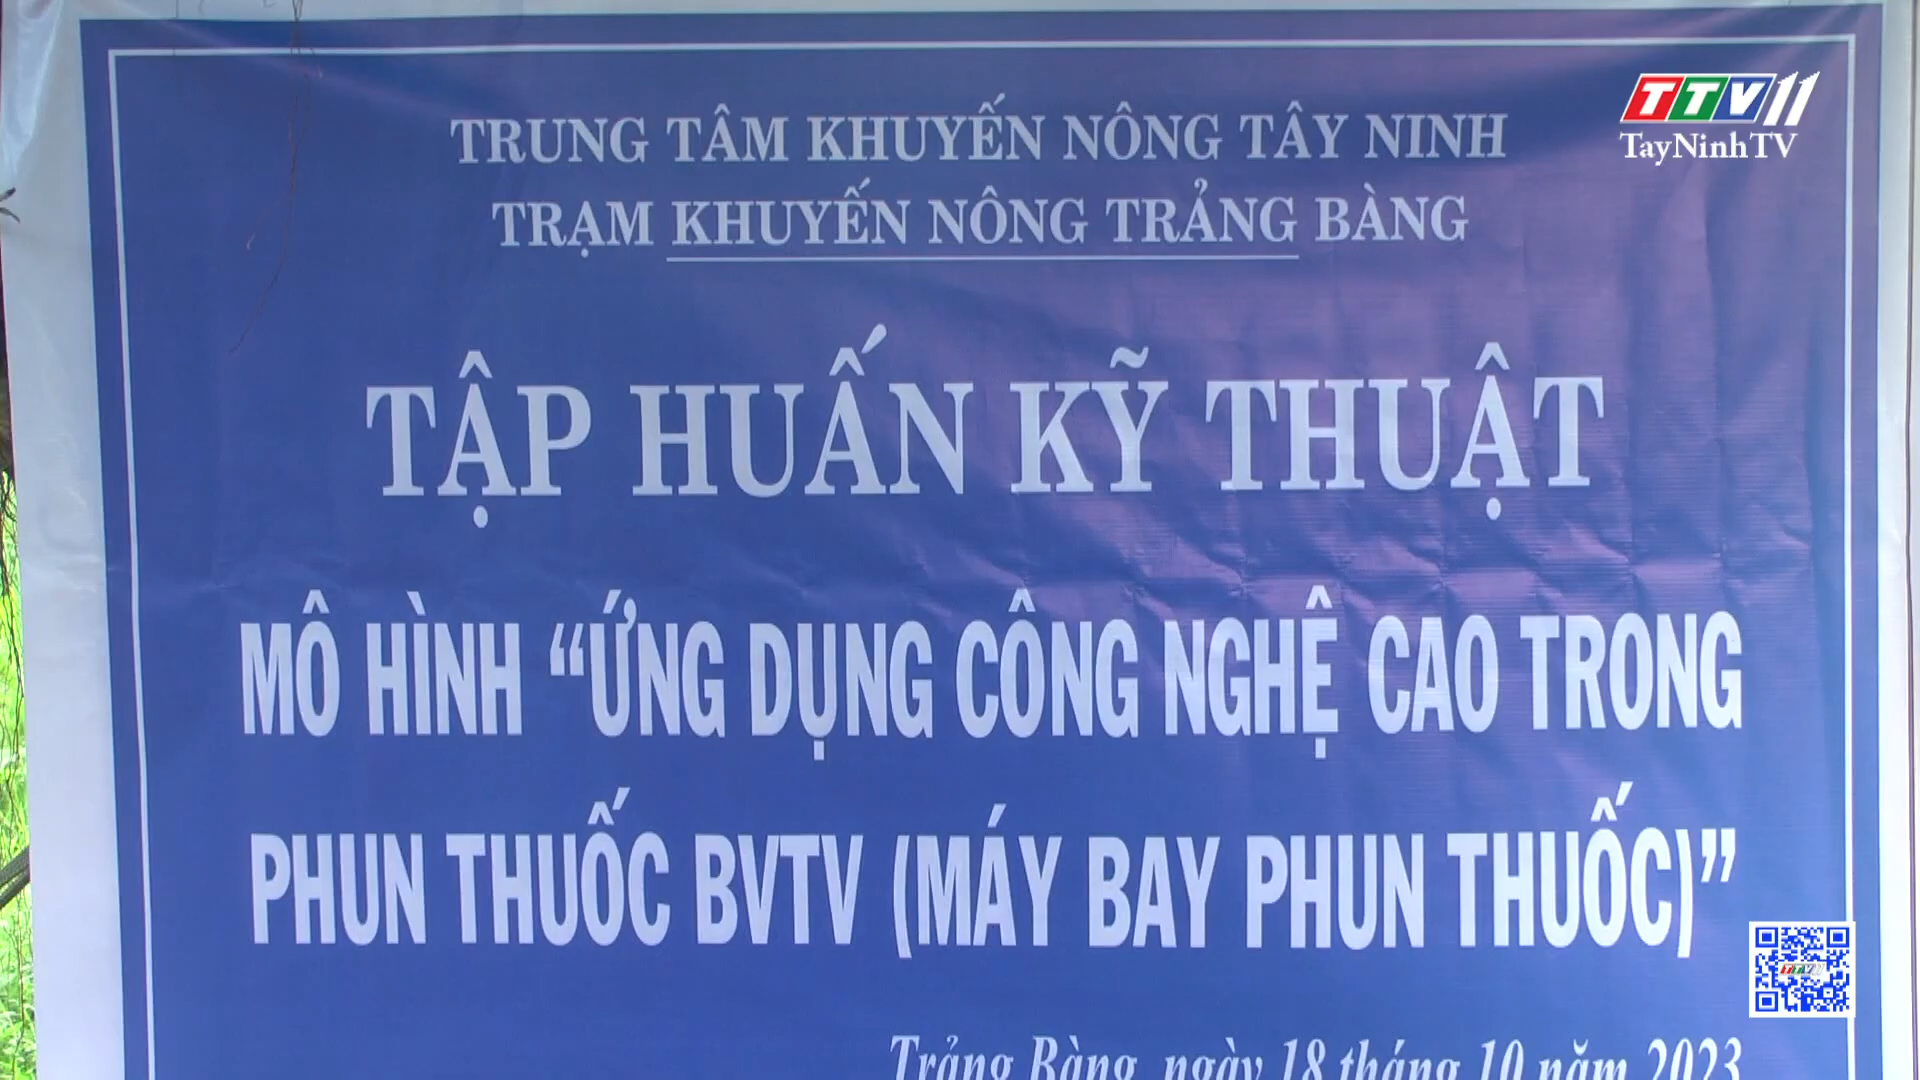 TRUNG TÂM KHUYẾN NÔNG TÂY NINH
TRẠM KHUYẾN NÔNG TRẢNG BÀNG
TTV11
TayNinhTV
TẬP HUẤN KỸ THUẬT
MÔ HÌNH “ỨNG DỤNG CÔNG NGHỆ CAO TRONG
PHUN THUỐC BVTV (MÁY BAY PHUN THUỐC)”
TTV11
Trảng Bàng, ngày 18 tháng 10 năm 2023